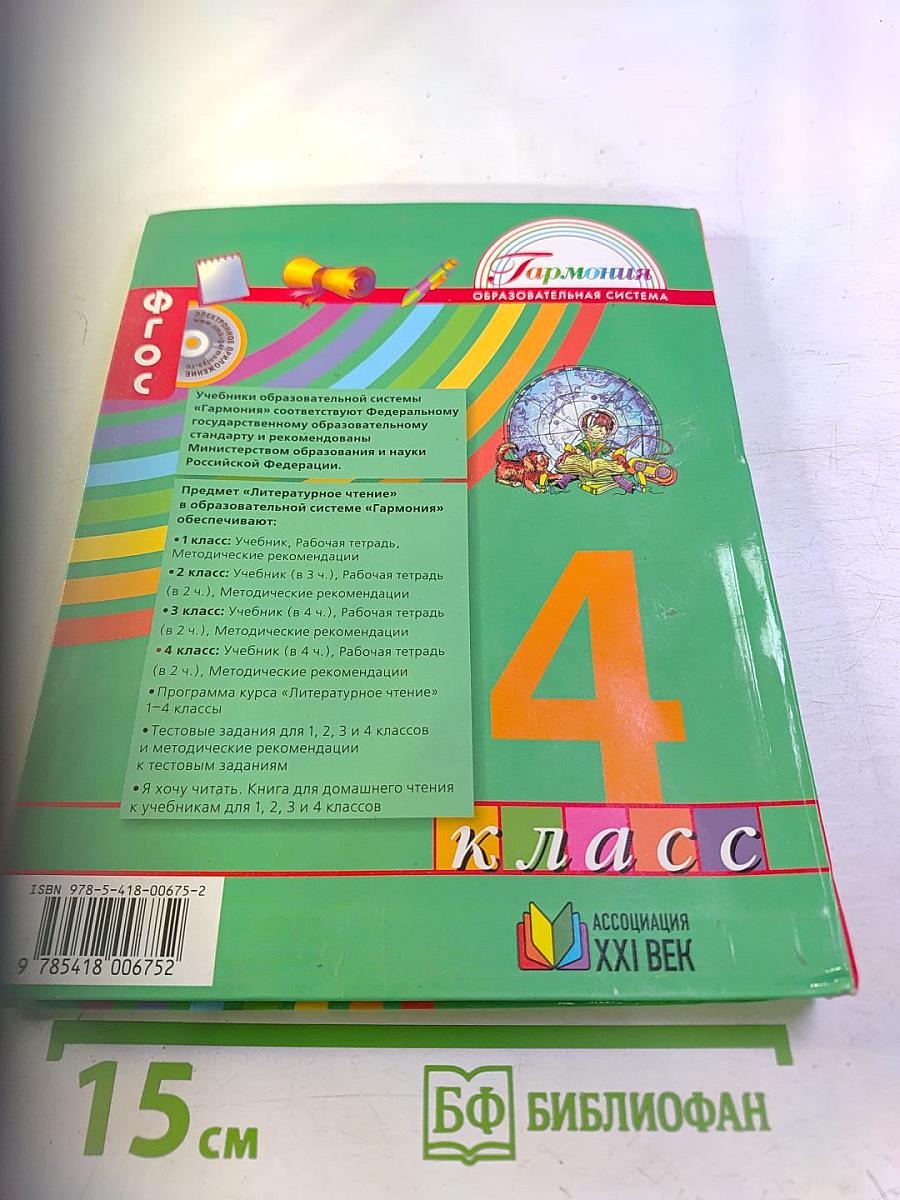 Гармония
ОБРАЗОВАТЕЛЬНАЯ СИСТЕМА
ФГОС
ЭЛЕКТРОННОЕ ПРИЛОЖЕНИЕ
Учебники образовательной системы
«Гармония» соответствуют Федеральному
государственному образовательному
стандарту и рекомендованы
Министерством образования и науки
Российской Федерации.
Предмет «Литературное чтение»
в образовательной системе «Гармония»
обеспечивают:
• 1 класс: Учебник, Рабочая тетрадь,
Методические рекомендации
• 2 класс: Учебник (в 3 ч.), Рабочая тетрадь
(в 2 ч.), Методические рекомендации
• 3 класс: Учебник (в 4 ч.), Рабочая тетрадь
(в 2 ч.), Методические рекомендации
• 4 класс: Учебник (в 4 ч.), Рабочая тетрадь
(в 2 ч.), Методические рекомендации
• Программа курса «Литературное чтение»
1–4 классы
• Тестовые задания для 1, 2, 3 и 4 классов
и методические рекомендации
к тестовым заданиям
• Я хочу читать. Книга для домашнего чтения
к учебникам для 1, 2, 3 и 4 классов
4
класс
ISBN 978-5-418-00675-2
9 785418 006752
АССОЦИАЦИЯ
XXI ВЕК
15 см
БФ БИБЛИОФАН